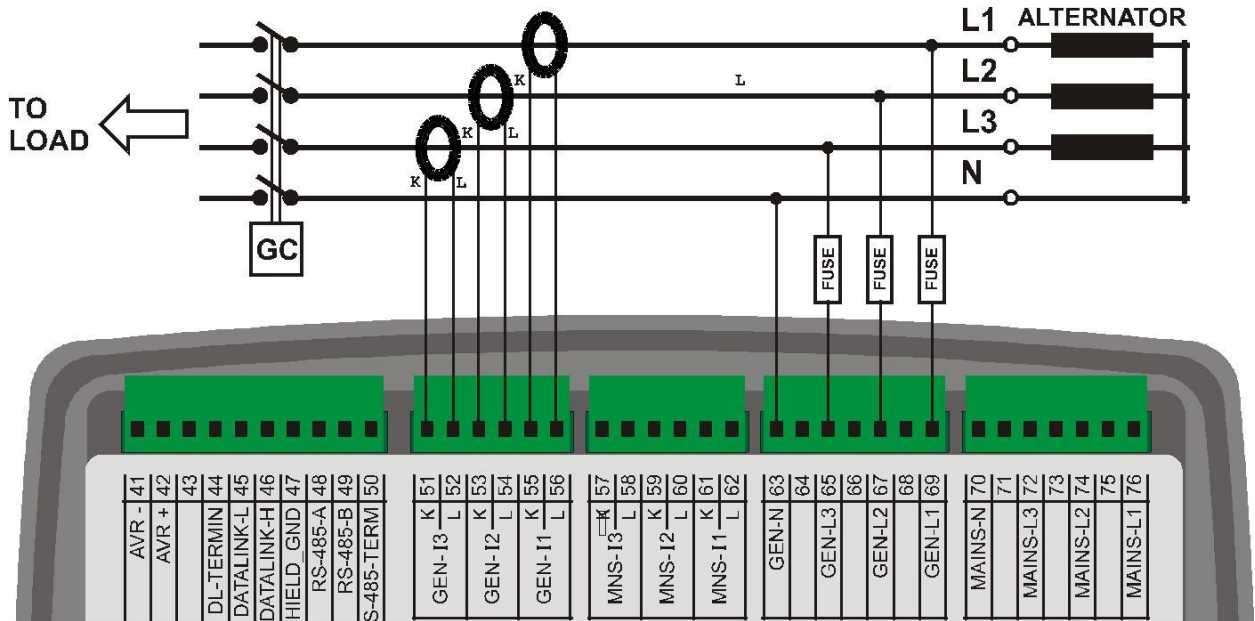 L1 ALTERNATOR
L2
L3
N
TO
LOAD
K
L
K
L
K
L
GC
FUSE
FUSE
FUSE
AVR - 41
AVR + 42
43
DL-TERMIN 44
DATALINK-L 45
DATALINK-H 46
HIELD_GND 47
RS-485-A 48
RS-485-B 49
S-485-TERM 50
GEN-I3 K 51
L 52
GEN-I2 K 53
L 54
GEN-I1 K 55
L 56
MNS-I3 K 57
L 58
MNS-I2 K 59
L 60
MNS-I1 K 61
L 62
GEN-N 63
64
GEN-L3 65
66
GEN-L2 67
68
GEN-L1 69
MAINS-N 70
71
MAINS-L3 72
73
MAINS-L2 74
75
MAINS-L1 76